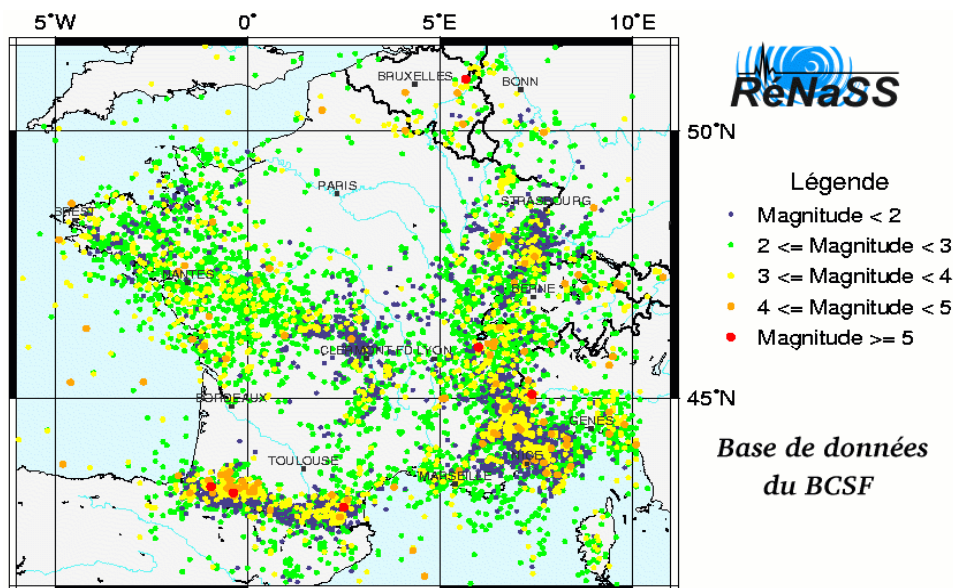 5°W 0° 5°E 10°E
BRUXELLES
BONN
RéNaSS
50°N
PARIS
STRASBOURG
Légende
BREST
Magnitude < 2
2 <= Magnitude < 3
NANTES
3 <= Magnitude < 4
BERNE
4 <= Magnitude < 5
Magnitude >= 5
CLERMONT FD LYON
BORDEAUX
45°N
GENES
TOULOUSE
NICE
MARSEILLE
Base de données
du BCSF